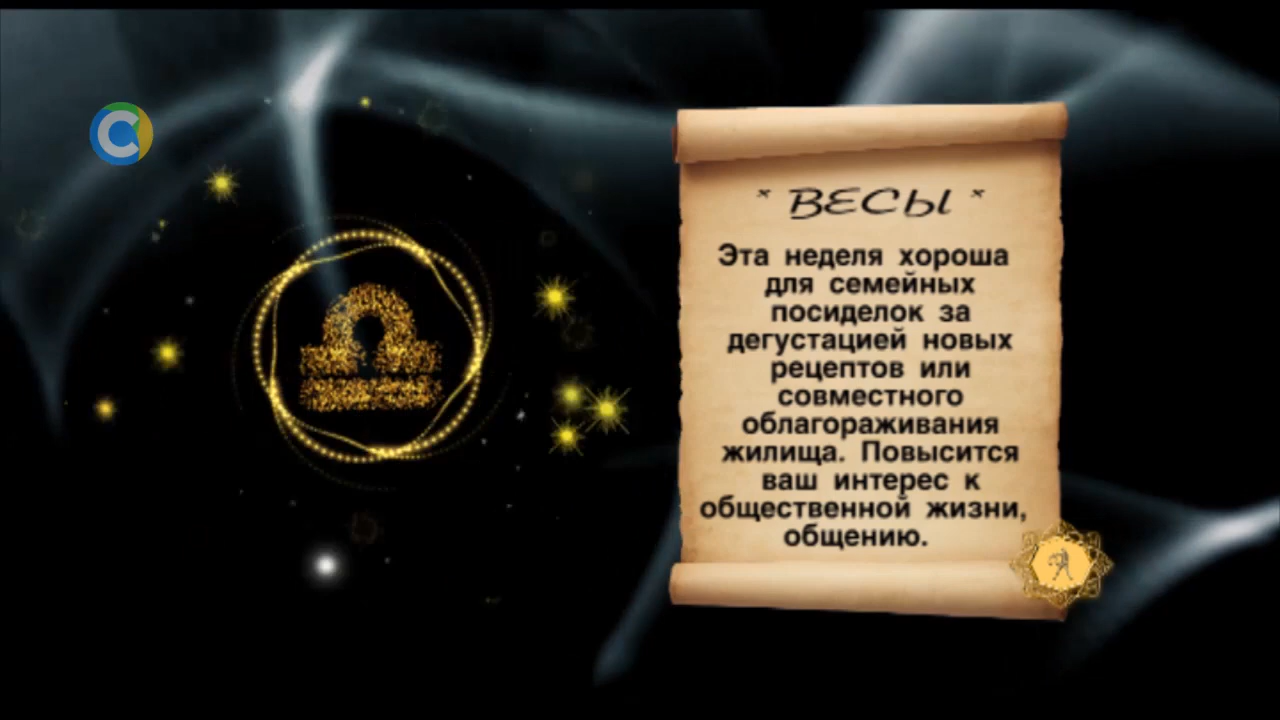 * ВЕСЫ *
Эта неделя хороша
для семейных
посиделок за
дегустацией новых
рецептов или
совместного
облагораживания
жилища. Повысится
ваш интерес к
общественной жизни,
общению.